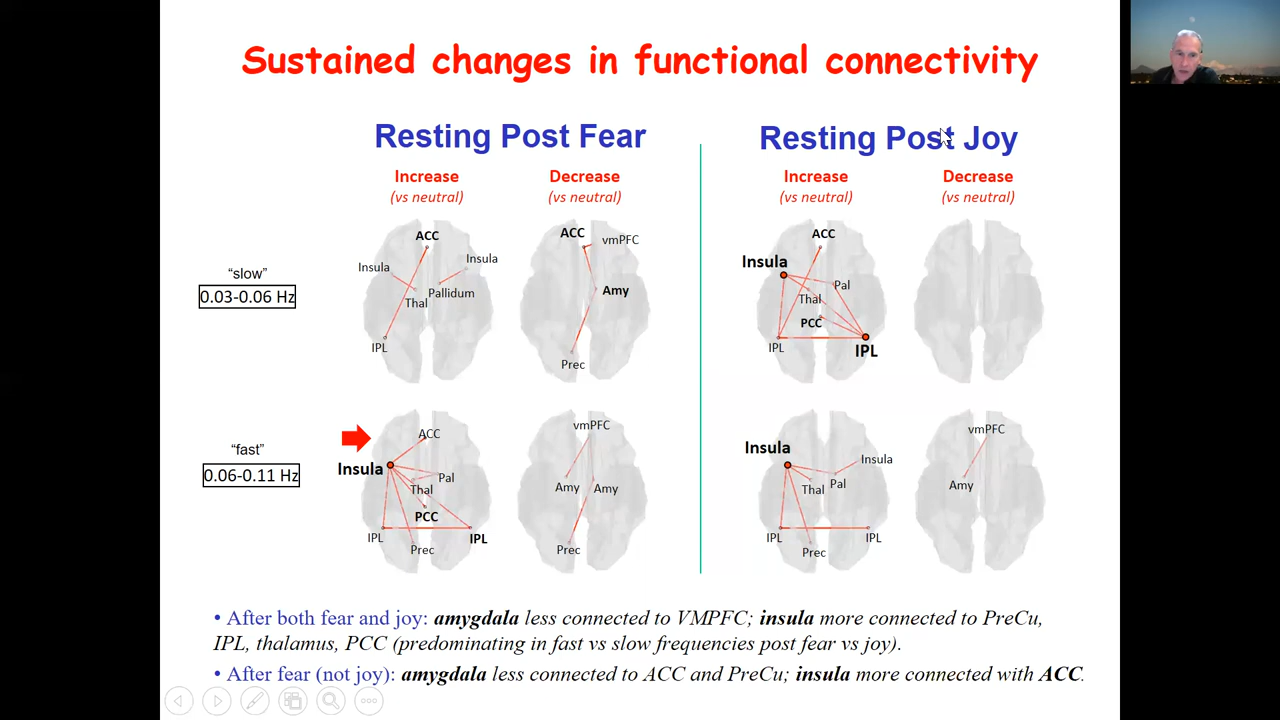 Sustained changes in functional connectivity
Resting Post Fear
Resting Post Joy
Increase
(vs neutral)
Decrease
(vs neutral)
Increase
(vs neutral)
Decrease
(vs neutral)
“slow”
0.03-0.06 Hz
ACC
Insula
Insula
Thal
Pallidum
IPL
ACC
vmPFC
Amy
Prec
ACC
Insula
Pal
Thal
PCC
IPL
IPL
“fast”
0.06-0.11 Hz
ACC
Insula
Pal
Thal
PCC
IPL
IPL
Prec
vmPFC
Amy
Amy
Prec
Insula
Insula
Thal
Pal
IPL
IPL
Prec
vmPFC
Amy
• After both fear and joy: amygdala less connected to VMPFC; insula more connected to PreCu,
IPL, thalamus, PCC (predominating in fast vs slow frequencies post fear vs joy).
• After fear (not joy): amygdala less connected to ACC and PreCu; insula more connected with ACC.